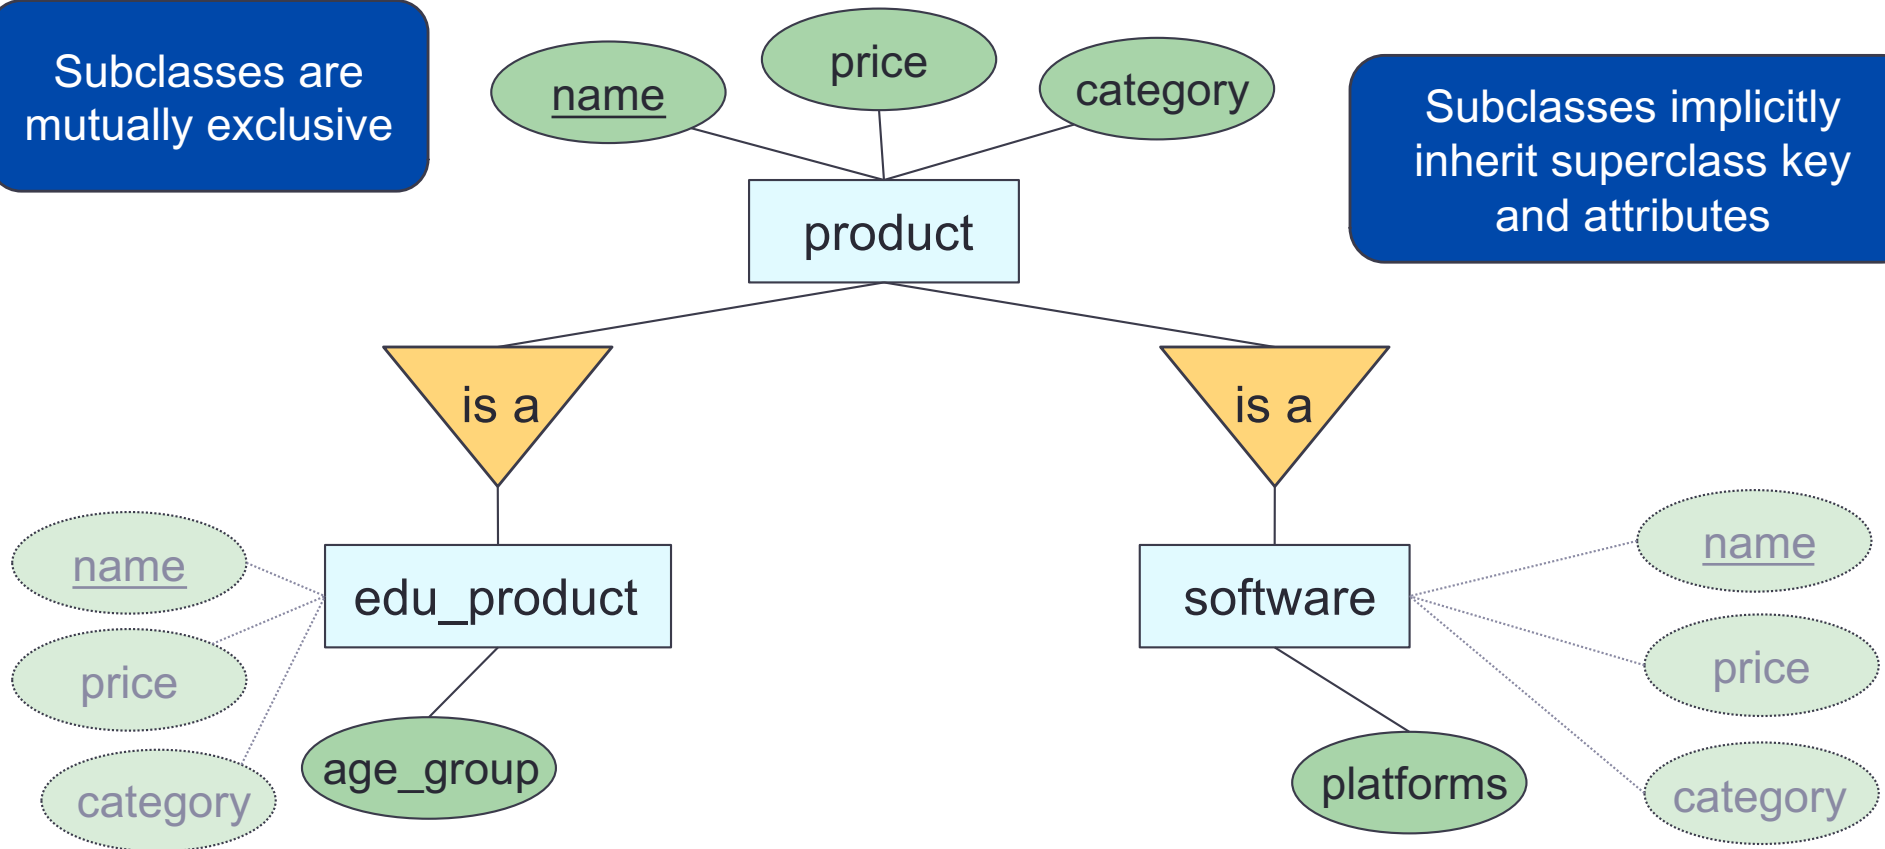 Subclasses are
mutually exclusive
name
price
category
Subclasses implicitly
inherit superclass key
and attributes
product
is a
is a
name
price
category
edu_product
age_group
software
platforms
name
price
category